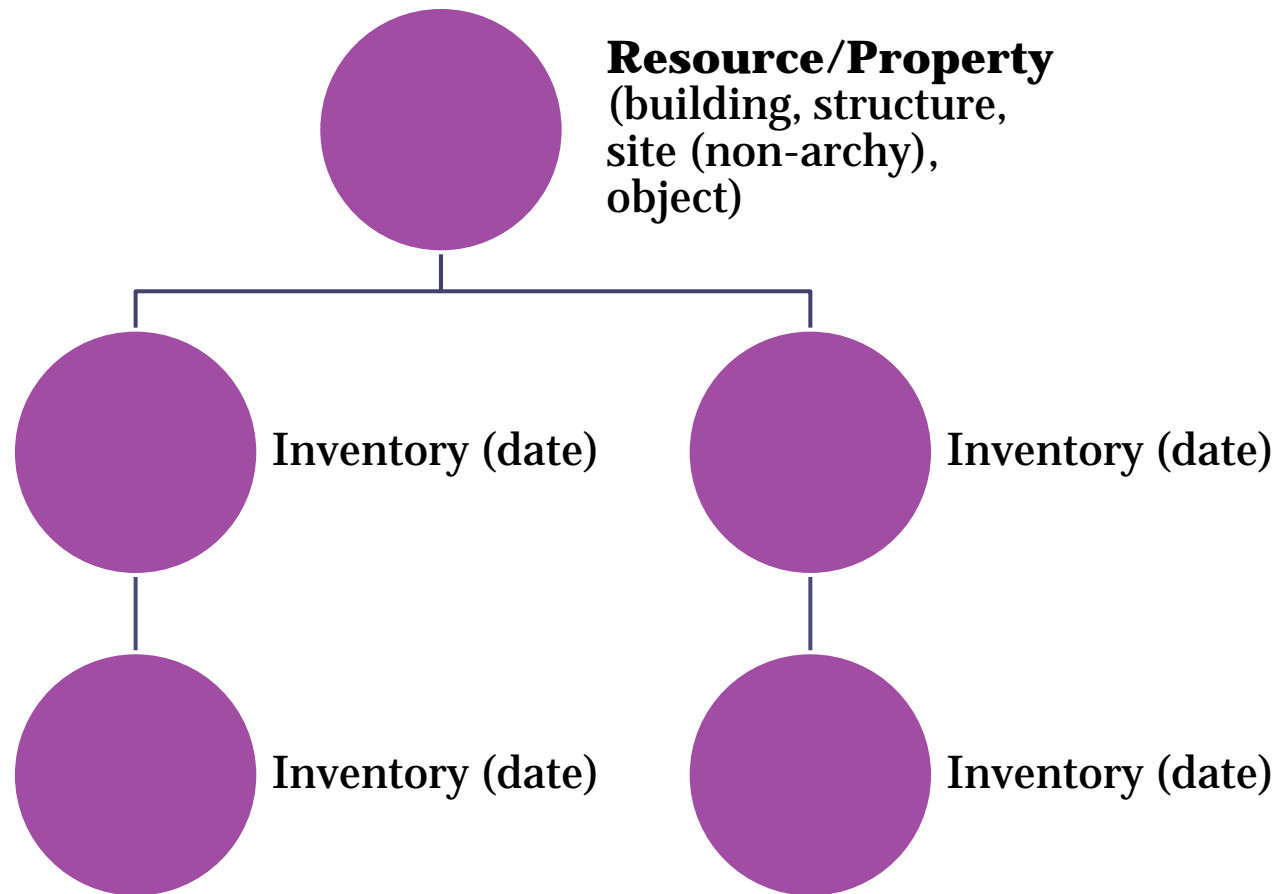 Resource/Property
(building, structure,
site (non-archy),
object)
Inventory (date)
Inventory (date)
Inventory (date)
Inventory (date)